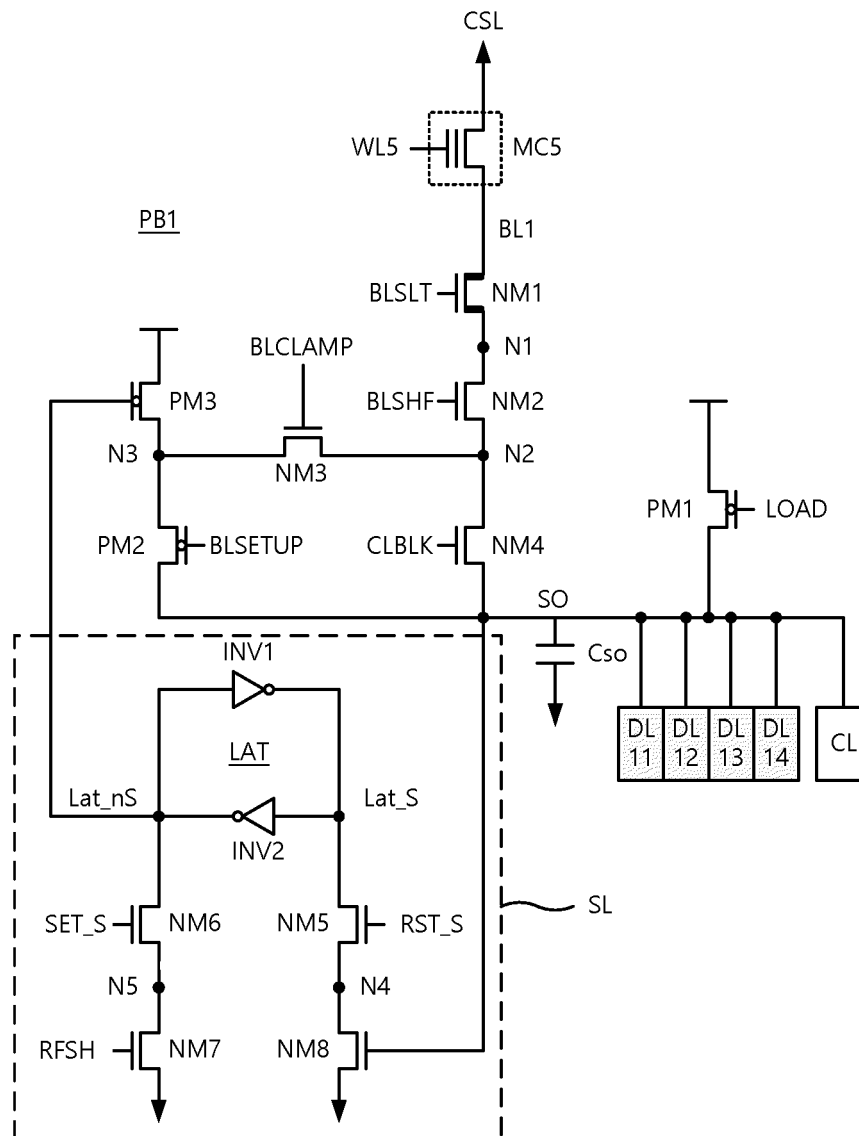 CSL
WL5
MC5
PB1
BL1
BLSLT
NM1
BLCLAMP
N1
PM3
BLSHF
NM2
N3
NM3
N2
PM1
LOAD
PM2
BLSETUP
CLBLK
NM4
SO
INV1
Cso
LAT
DL
11
DL
12
DL
13
DL
14
CL
Lat_nS
Lat_S
INV2
SET_S
NM6
NM5
RST_S
SL
N5
N4
RFSH
NM7
NM8